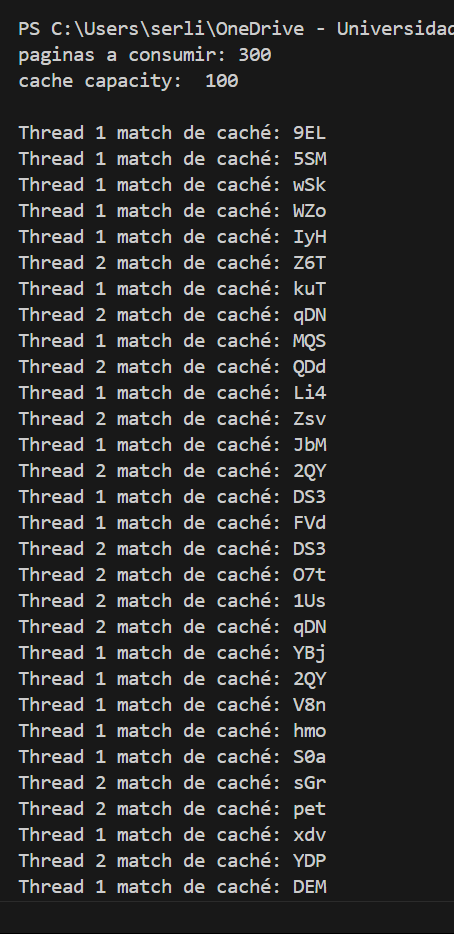 PS C:\Users\serli\OneDrive - Universidad
paginas a consumir: 300
cache capacity:  100
Thread 1 match de caché: 9EL
Thread 1 match de caché: 5SM
Thread 1 match de caché: wSk
Thread 1 match de caché: WZo
Thread 1 match de caché: IyH
Thread 2 match de caché: Z6T
Thread 1 match de caché: kuT
Thread 2 match de caché: qDN
Thread 1 match de caché: MQS
Thread 2 match de caché: QDd
Thread 1 match de caché: Li4
Thread 2 match de caché: Zsv
Thread 1 match de caché: JbM
Thread 2 match de caché: 2QY
Thread 1 match de caché: DS3
Thread 1 match de caché: FVd
Thread 2 match de caché: DS3
Thread 2 match de caché: O7t
Thread 2 match de caché: 1Us
Thread 2 match de caché: qDN
Thread 1 match de caché: YBj
Thread 1 match de caché: 2QY
Thread 1 match de caché: V8n
Thread 1 match de caché: hmo
Thread 1 match de caché: S0a
Thread 2 match de caché: sGr
Thread 2 match de caché: pet
Thread 1 match de caché: xdv
Thread 2 match de caché: YDP
Thread 1 match de caché: DEM